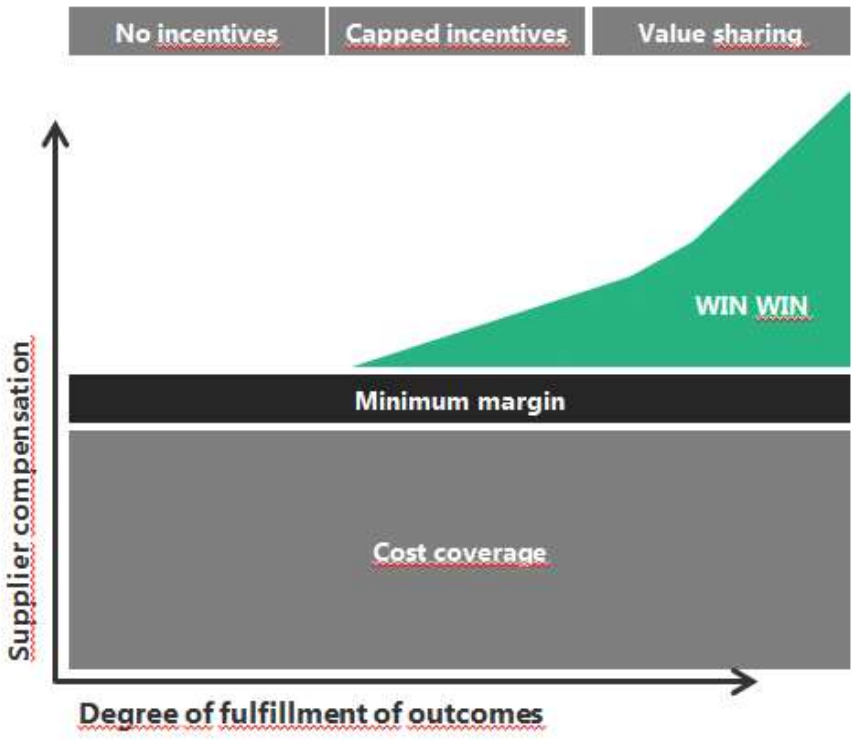 No incentives
Capped incentives
Value sharing
WIN WIN
Minimum margin
Cost coverage
Supplier compensation
Degree of fulfillment of outcomes